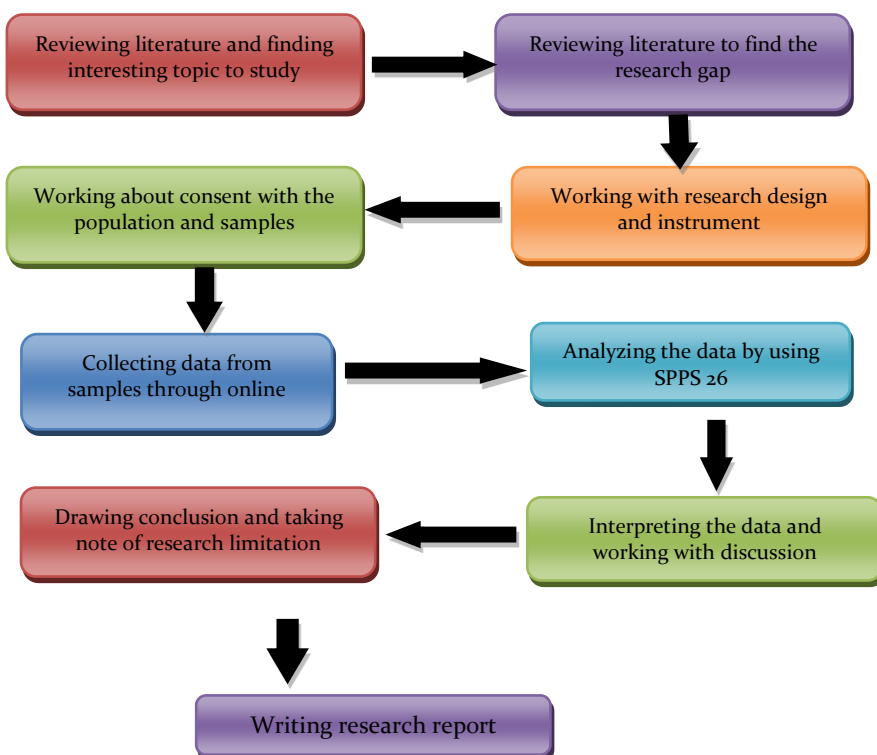 Reviewing literature and finding
interesting topic to study
Reviewing literature to find the
research gap
Working with research design
and instrument
Working about consent with the
population and samples
Collecting data from
samples through online
Analyzing the data by using
SPPS 26
Interpreting the data and
working with discussion
Drawing conclusion and taking
note of research limitation
Writing research report